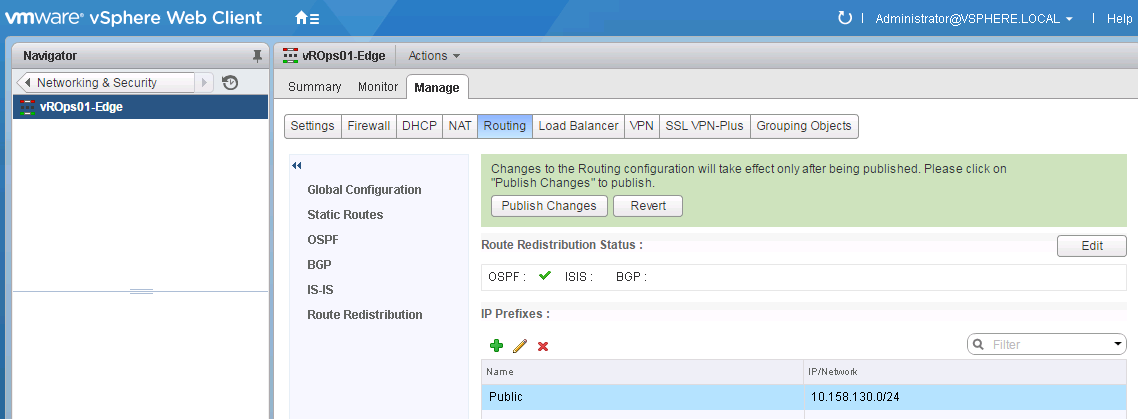 vmware® vSphere Web Client
Administrator@VSPHERE.LOCAL
Help
Navigator
Networking & Security
vROps01-Edge
vROps01-Edge
Actions
Summary Monitor Manage
Settings Firewall DHCP NAT Routing Load Balancer VPN SSL VPN-Plus Grouping Objects
Global Configuration
Static Routes
OSPF
BGP
IS-IS
Route Redistribution
Changes to the Routing configuration will take effect only after being published. Please click on
"Publish Changes" to publish.
Publish Changes Revert
Route Redistribution Status :
Edit
OSPF : ISIS : BGP :
IP Prefixes :
Filter
Name IP/Network
Public 10.158.130.0/24